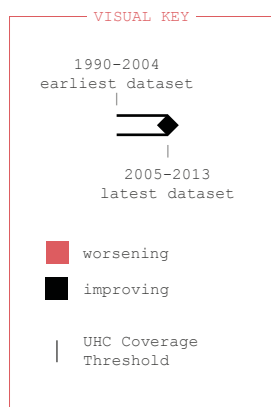 VISUAL KEY
1990-2004
earliest dataset
2005-2013
latest dataset
worsening
improving
UHC Coverage
Threshold